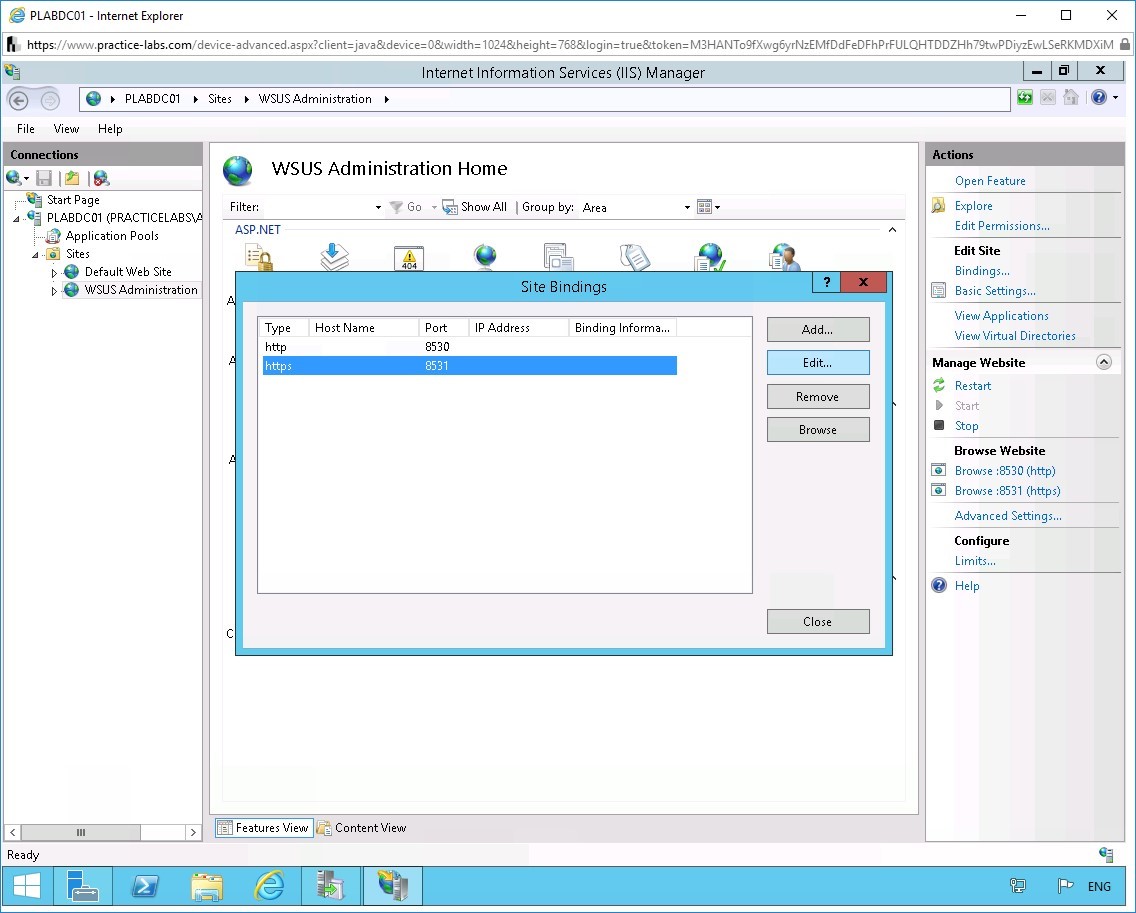 PLABDC01 - Internet Explorer
https://www.practice-labs.com/device-advanced.aspx?client=java&device=0&width=1024&height=768&login=true&token=M3HANTo9fXwg6yrNzEMfDdFeDFhPrFULQHTDDZHh79twPDiyzEwLSeRKMDXiM
Internet Information Services (IIS) Manager
PLABDC01 Sites WSUS Administration
File View Help
Connections
Start Page
PLABDC01 (PRACTICELABS\A
Application Pools
Sites
Default Web Site
WSUS Administration
WSUS Administration Home
Filter: Go Show All Group by: Area
ASP.NET
404
A
A
A
C
Site Bindings
?
Type Host Name Port IP Address Binding Informa...
http 8530
https 8531
Add...
Edit...
Remove
Browse
Close
Features View Content View
Actions
Open Feature
Explore
Edit Permissions...
Edit Site
Bindings...
Basic Settings...
View Applications
View Virtual Directories
Manage Website
Restart
Start
Stop
Browse Website
Browse :8530 (http)
Browse :8531 (https)
Advanced Settings...
Configure
Limits...
Help
Ready
ENG